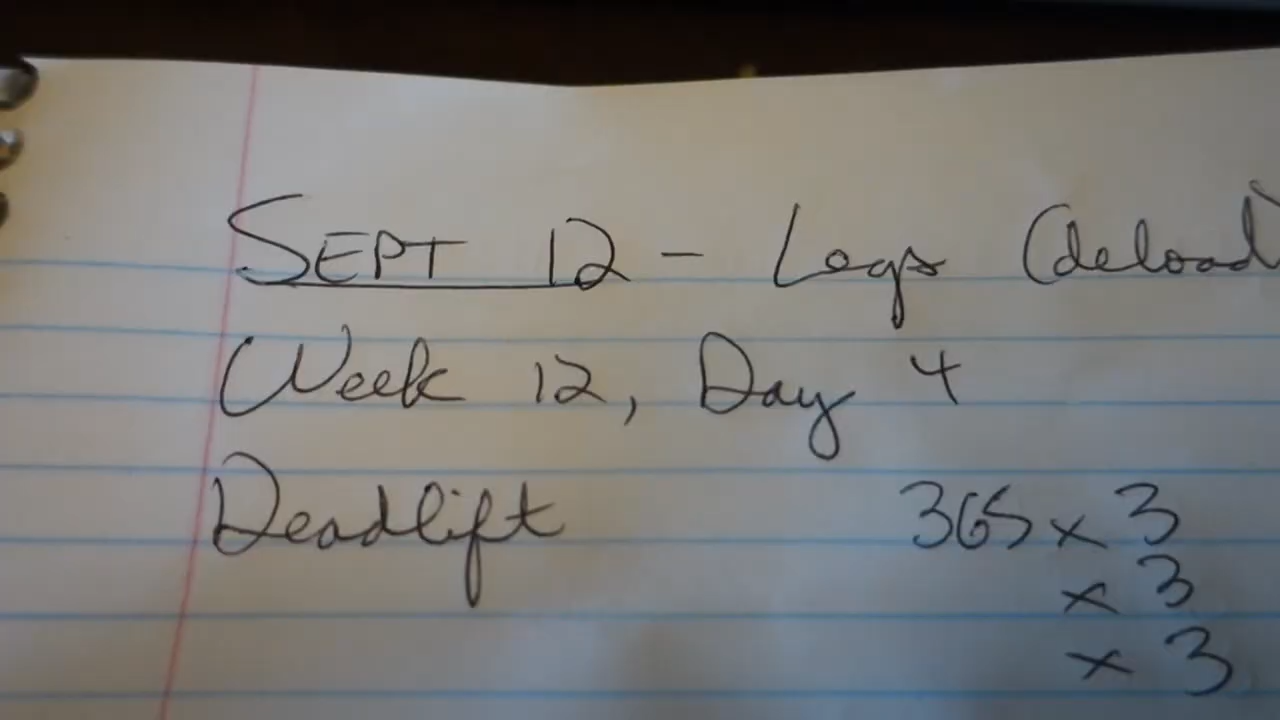 SEPT 12 - Legs (deload)
Week 12, Day 4
Deadlift 365 x 3
x 3
x 3